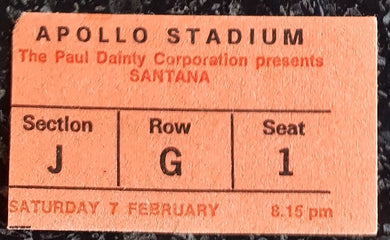 APOLLO STADIUM
The Paul Dainty Corporation presents
SANTANA
Section Row Seat
J G 1
SATURDAY 7 FEBRUARY 8.15 pm